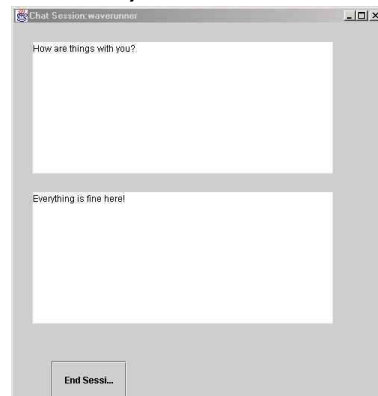 Chat Session:waverunner
How are things with you?
Everything is fine here!
End Sessi...